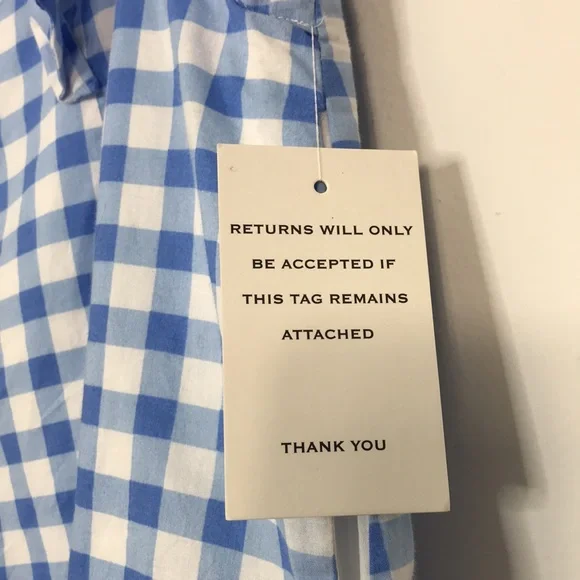 RETURNS WILL ONLY
BE ACCEPTED IF
THIS TAG REMAINS
ATTACHED
THANK YOU